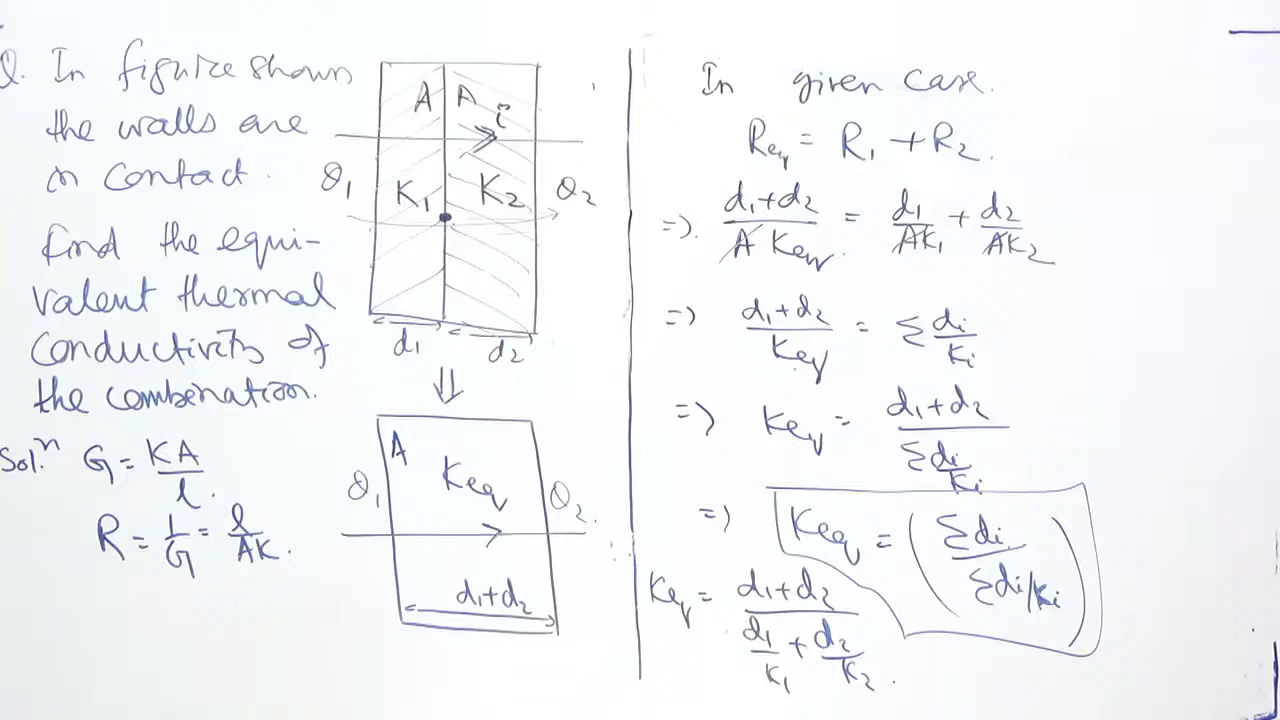 Q. In figure shown
the walls are
in contact.
Find the equi-
valent thermal
conductivity of
the combenation.
A A i
θ1 K1 K2 θ2
d1 d2
⇓
A
θ1 Keq θ2.
d1+d2
Sol.n G = KA/l.
R = 1/G = l/AK.
In given case.
Req = R1 + R2.
=> (d1+d2)/(A Keq) = d1/AK1 + d2/AK2
=> (d1+d2)/Keq = Σ di/Ki
=> Keq = (d1+d2)/(Σ di/Ki)
=> Keq = (Σdi/(Σdi/Ki))
Keq = (d1+d2)/(d1/K1 + d2/K2).